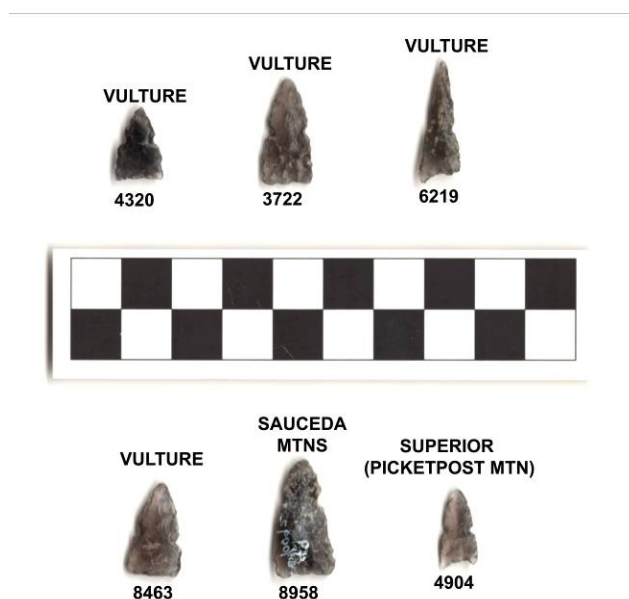 VULTURE
VULTURE
VULTURE
4320
3722
6219
VULTURE
SAUCEDA
MTNS
SUPERIOR
(PICKETPOST MTN)
8463
8958
4904